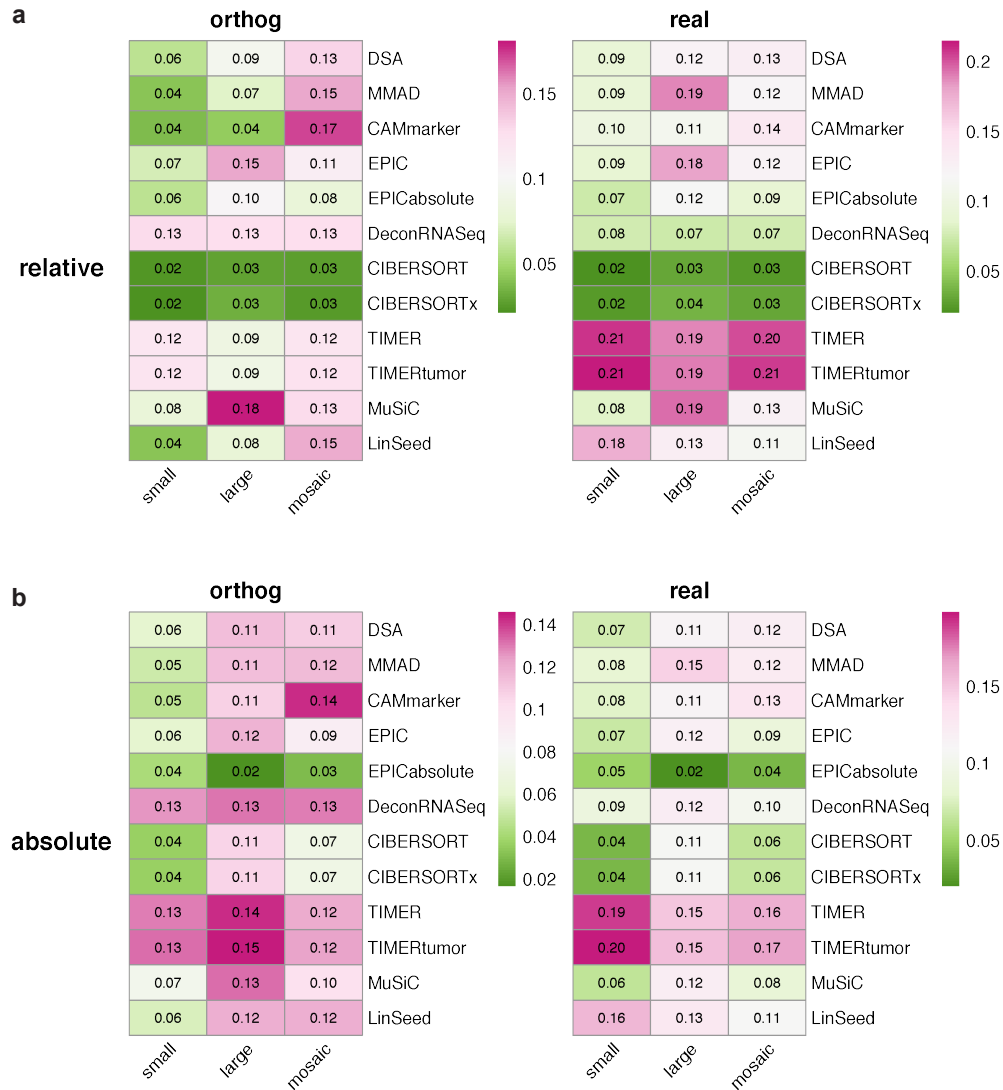 a
orthog
real
0.06 0.09 0.13 DSA
0.04 0.07 0.15 MMAD
0.04 0.04 0.17 CAMmarker
0.07 0.15 0.11 EPIC
0.06 0.10 0.08 EPICabsolute
0.13 0.13 0.13 DeconRNASeq
0.02 0.03 0.03 CIBERSORT
0.02 0.03 0.03 CIBERSORTx
0.12 0.09 0.12 TIMER
0.12 0.09 0.12 TIMERtumor
0.08 0.18 0.13 MuSiC
0.04 0.08 0.15 LinSeed
small large mosaic
0.15
0.1
0.05
relative
0.09 0.12 0.13 DSA
0.09 0.19 0.12 MMAD
0.10 0.11 0.14 CAMmarker
0.09 0.18 0.12 EPIC
0.07 0.12 0.09 EPICabsolute
0.08 0.07 0.07 DeconRNASeq
0.02 0.03 0.03 CIBERSORT
0.02 0.04 0.03 CIBERSORTx
0.21 0.19 0.20 TIMER
0.21 0.19 0.21 TIMERtumor
0.08 0.19 0.13 MuSiC
0.18 0.13 0.11 LinSeed
small large mosaic
0.2
0.15
0.1
0.05
b
orthog
real
0.06 0.11 0.11 DSA
0.05 0.11 0.12 MMAD
0.05 0.11 0.14 CAMmarker
0.06 0.12 0.09 EPIC
0.04 0.02 0.03 EPICabsolute
0.13 0.13 0.13 DeconRNASeq
0.04 0.11 0.07 CIBERSORT
0.04 0.11 0.07 CIBERSORTx
0.13 0.14 0.12 TIMER
0.13 0.15 0.12 TIMERtumor
0.07 0.13 0.10 MuSiC
0.06 0.12 0.12 LinSeed
small large mosaic
0.14
0.12
0.1
0.08
0.06
0.04
0.02
absolute
0.07 0.11 0.12 DSA
0.08 0.15 0.12 MMAD
0.08 0.11 0.13 CAMmarker
0.07 0.12 0.09 EPIC
0.05 0.02 0.04 EPICabsolute
0.09 0.12 0.10 DeconRNASeq
0.04 0.11 0.06 CIBERSORT
0.04 0.11 0.06 CIBERSORTx
0.19 0.15 0.16 TIMER
0.20 0.15 0.17 TIMERtumor
0.06 0.12 0.08 MuSiC
0.16 0.13 0.11 LinSeed
small large mosaic
0.15
0.1
0.05